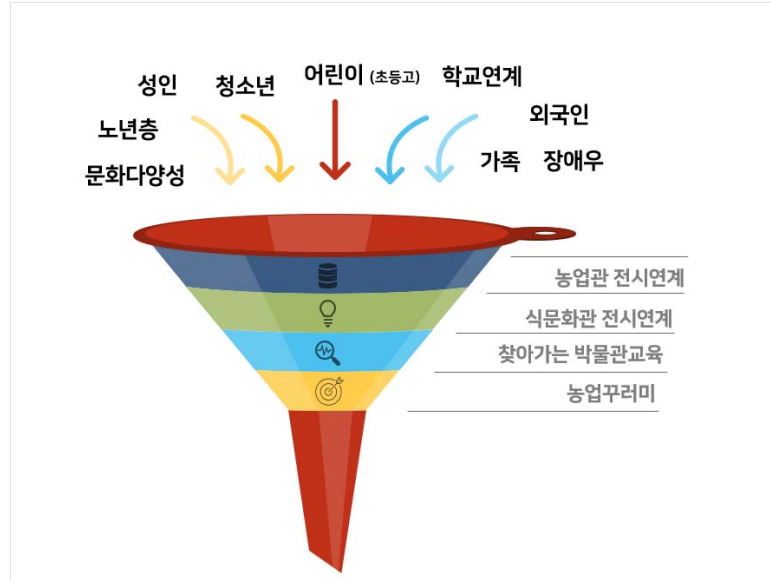 성인 청소년 어린이 (초등고) 학교연계
노년층 외국인
문화다양성 가족 장애우
농업관 전시연계
식문화관 전시연계
찾아가는 박물관교육
농업꾸러미